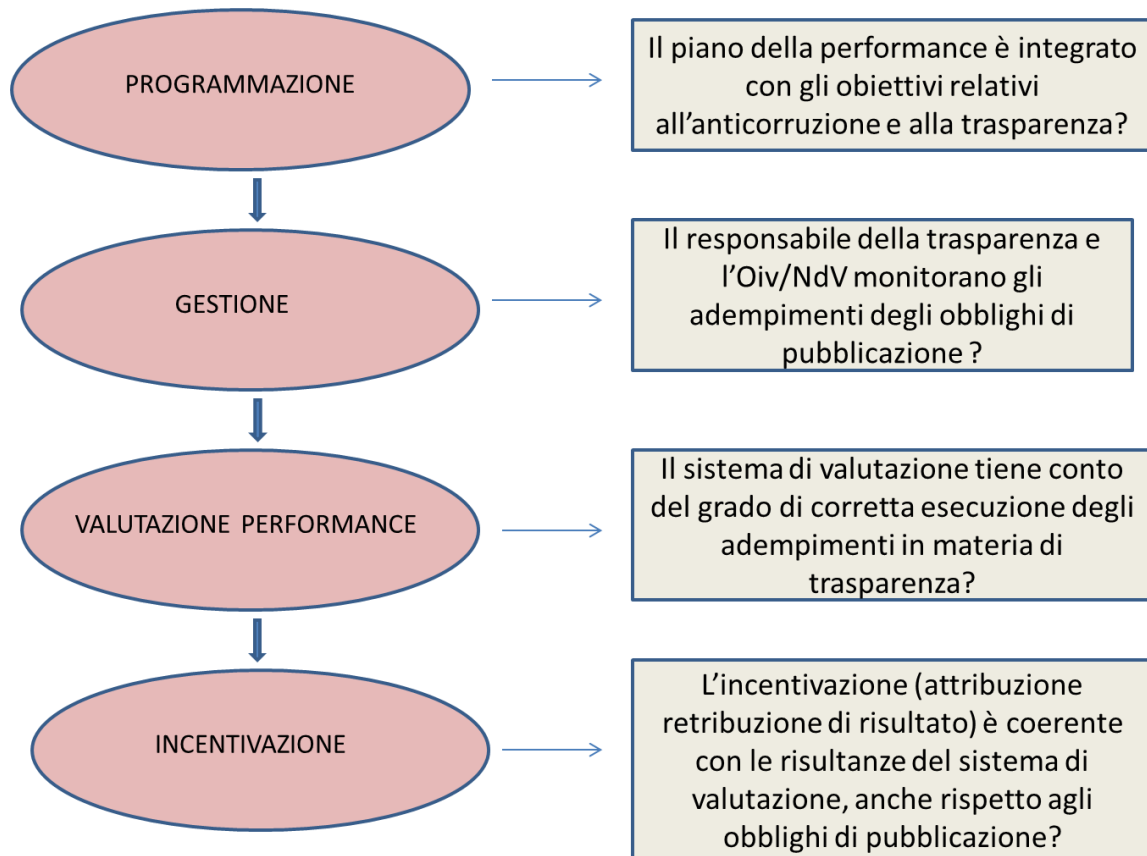 PROGRAMMAZIONE
Il piano della performance è integrato
con gli obiettivi relativi
all'anticorruzione e alla trasparenza?
GESTIONE
Il responsabile della trasparenza e
l'Oiv/NdV monitorano gli
adempimenti degli obblighi di
pubblicazione ?
VALUTAZIONE PERFORMANCE
Il sistema di valutazione tiene conto
del grado di corretta esecuzione degli
adempimenti in materia di
trasparenza?
INCENTIVAZIONE
L'incentivazione (attribuzione
retribuzione di risultato) è coerente
con le risultanze del sistema di
valutazione, anche rispetto agli
obblighi di pubblicazione?